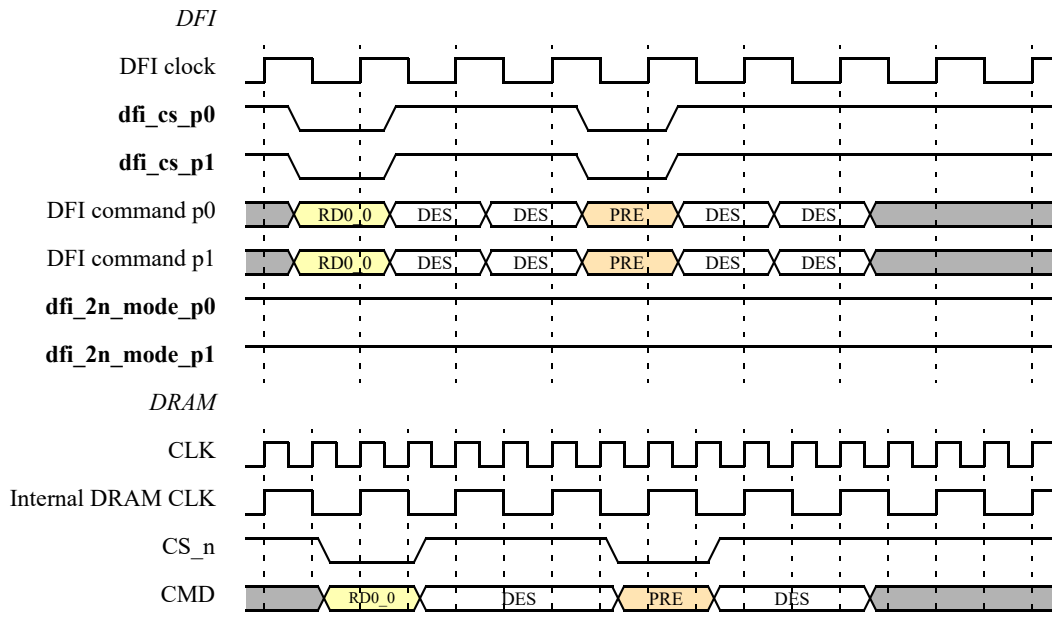 DFI
DFI clock
dfi_cs_p0
dfi_cs_p1
DFI command p0 RD0_0 DES DES PRE DES DES
DFI command p1 RD0_0 DES DES PRE DES DES
dfi_2n_mode_p0
dfi_2n_mode_p1
DRAM
CLK
Internal DRAM CLK
CS_n
CMD RD0_0 DES PRE DES